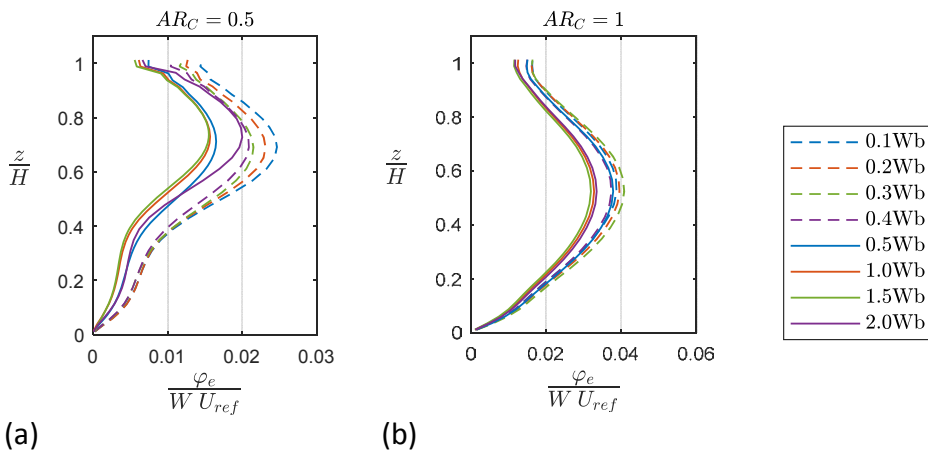 AR_C = 0.5
1
0.8
0.6
0.4
0.2
0
z/H
0
0.01
0.02
0.03
φ_e
W U_ref
(a)
AR_C = 1
1
0.8
0.6
0.4
0.2
0
z/H
0
0.02
0.04
0.06
φ_e
W U_ref
(b)
0.1Wb
0.2Wb
0.3Wb
0.4Wb
0.5Wb
1.0Wb
1.5Wb
2.0Wb